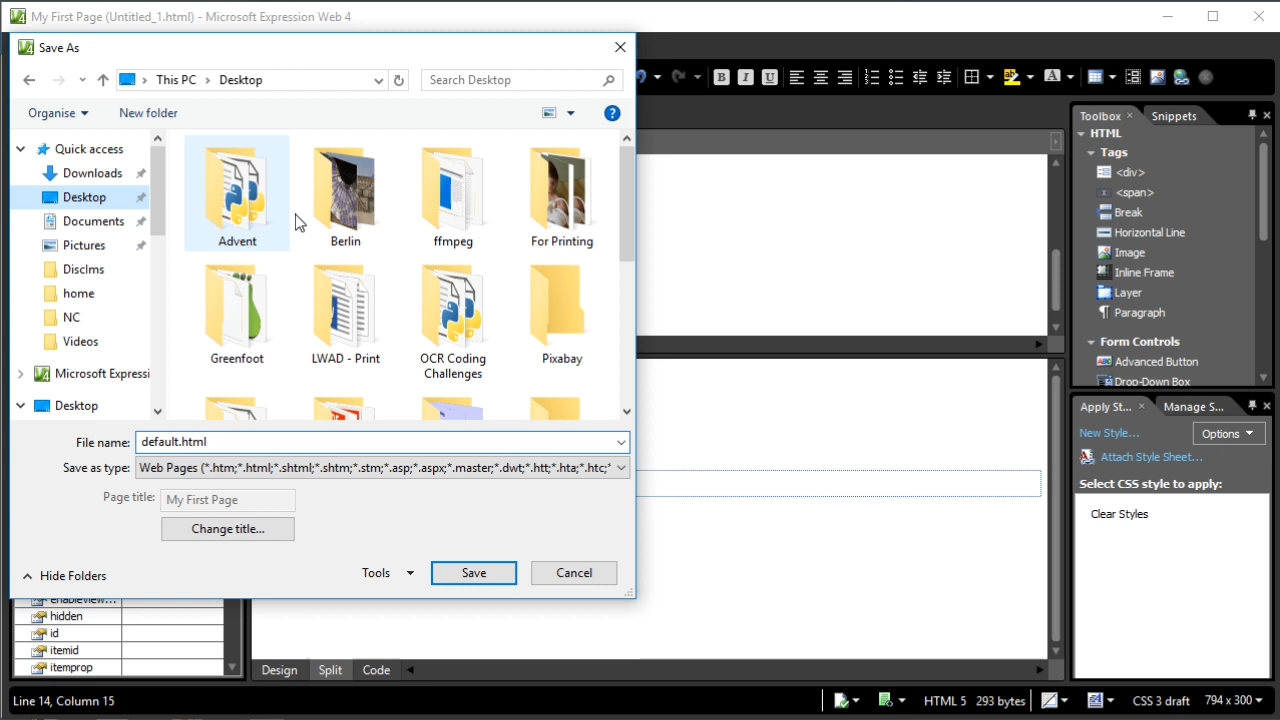 My First Page (Untitled_1.html) - Microsoft Expression Web 4
Save As
This PC > Desktop
Search Desktop
Organise
New folder
Quick access
Downloads
Desktop
Documents
Pictures
Disclms
home
NC
Videos
Microsoft Expressi
Desktop
Advent
Berlin
ffmpeg
For Printing
Greenfoot
LWAD - Print
OCR Coding
Challenges
Pixabay
File name: default.html
Save as type: Web Pages (*.htm;*.html;*.shtml;*.shtm;*.stm;*.asp;*.aspx;*.master;*.dwt;*.htt;*.hta;*.htc;*
Page title: My First Page
Change title...
Hide Folders
Tools
Save
Cancel
B I U
Toolbox
Snippets
HTML
Tags
<div>
<span>
Break
Horizontal Line
Image
Inline Frame
Layer
Paragraph
Form Controls
Advanced Button
Drop-Down Box
Apply St...
Manage S...
New Style...
Options
Attach Style Sheet...
Select CSS style to apply:
Clear Styles
enableview...
hidden
id
itemid
itemprop
Design
Split
Code
Line 14, Column 15
HTML 5
293 bytes
CSS 3 draft
794 x 300